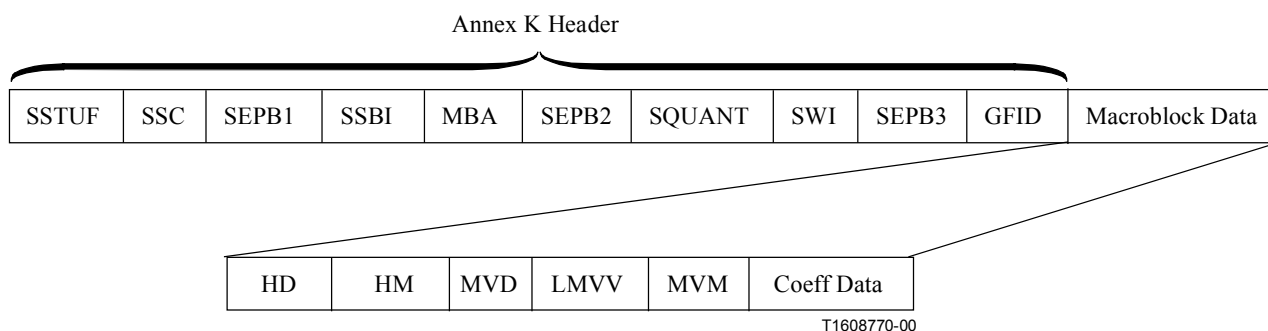 Annex K Header
SSTUF SSC SEPB1 SSBI MBA SEPB2 SQUANT SWI SEPB3 GFID Macroblock Data
HD HM MVD LMVV MVM Coeff Data
T1608770-00